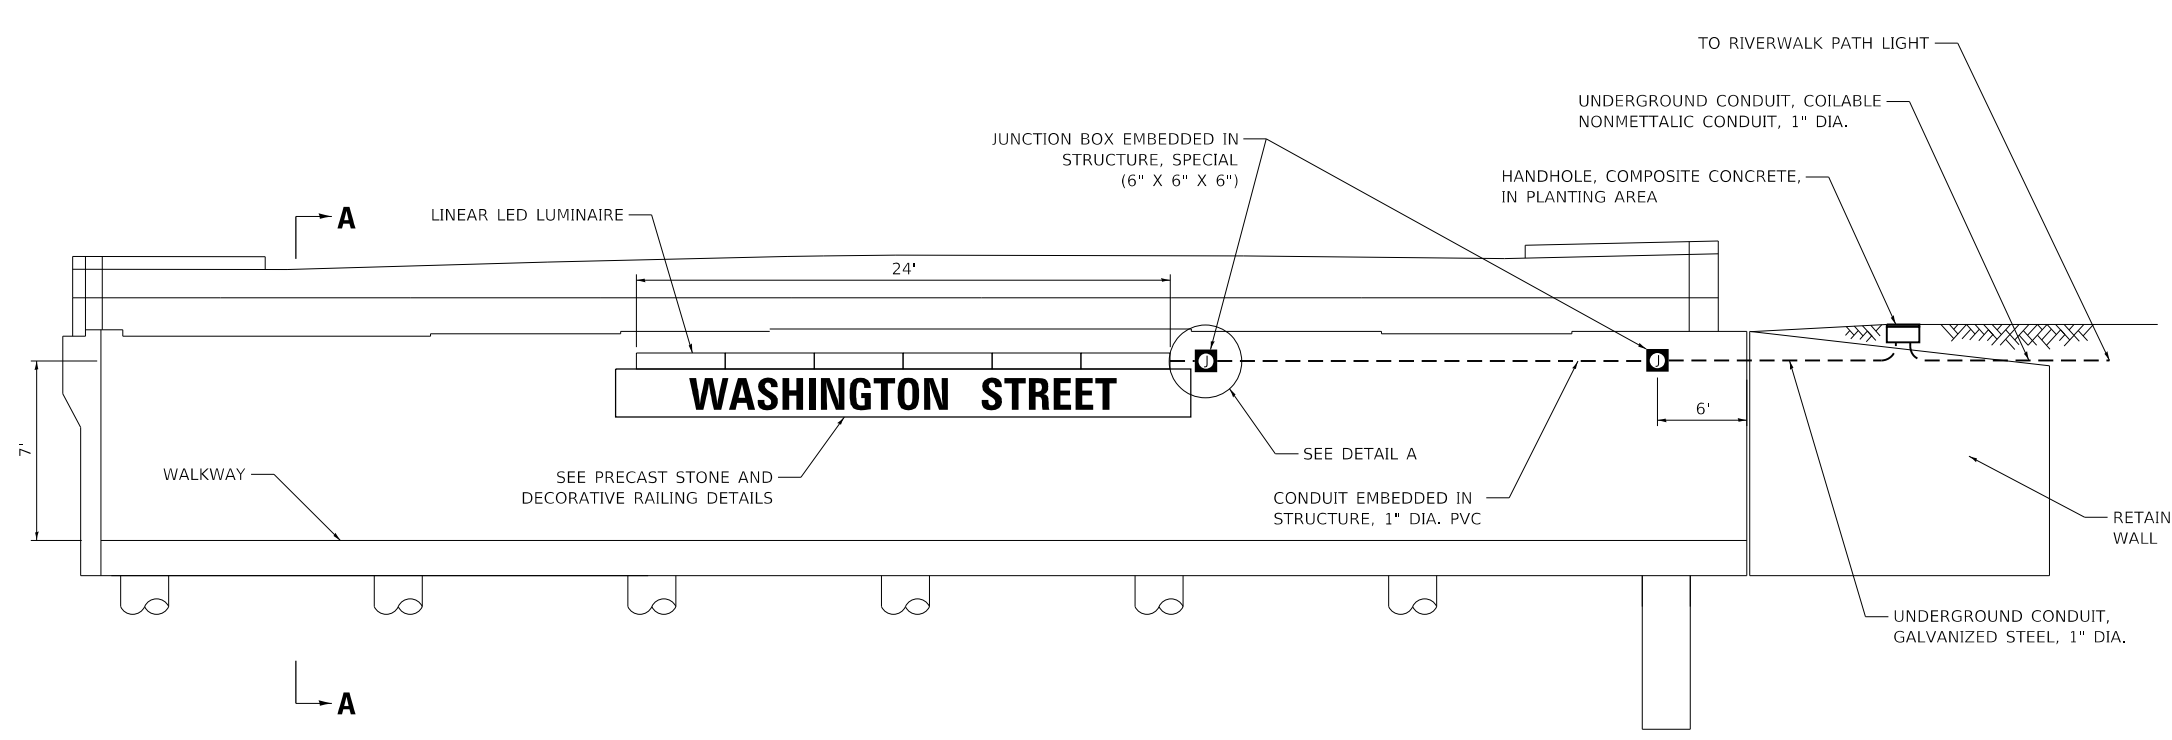 TO RIVERWALK PATH LIGHT
UNDERGROUND CONDUIT, COILABLE
NONMETTALIC CONDUIT, 1" DIA.
JUNCTION BOX EMBEDDED IN
STRUCTURE, SPECIAL
(6" X 6" X 6")
HANDHOLE, COMPOSITE CONCRETE,
IN PLANTING AREA
A
LINEAR LED LUMINAIRE
24'
J
J
WASHINGTON STREET
6'
7'
SEE DETAIL A
WALKWAY
SEE PRECAST STONE AND
DECORATIVE RAILING DETAILS
CONDUIT EMBEDDED IN
STRUCTURE, 1" DIA. PVC
RETAIN
WALL
UNDERGROUND CONDUIT,
GALVANIZED STEEL, 1" DIA.
A